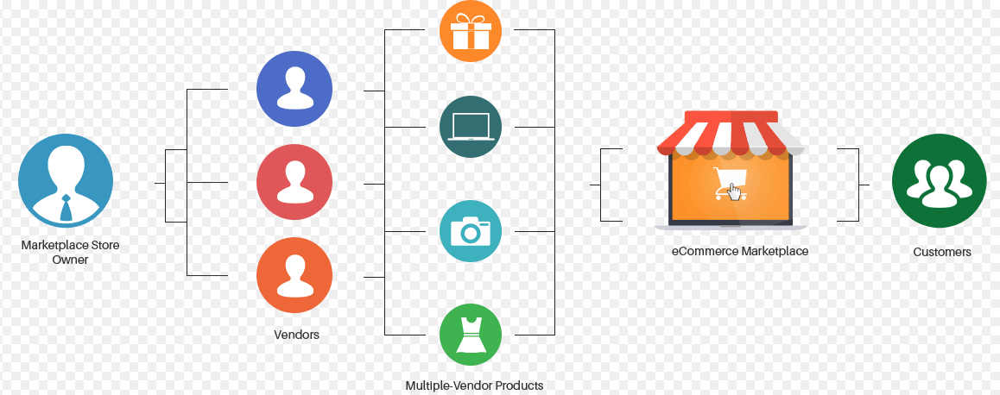 Marketplace Store
Owner
Vendors
Multiple-Vendor Products
eCommerce Marketplace
Customers